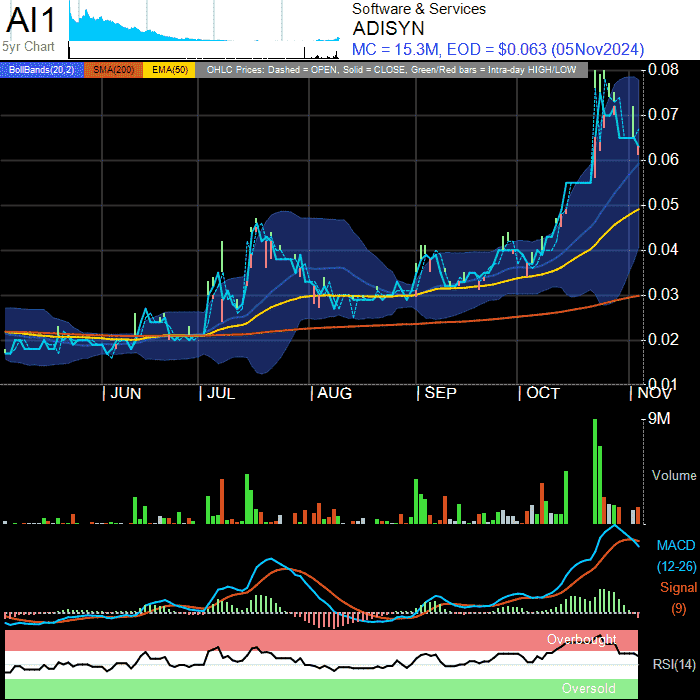 AI1
5yr Chart
Software & Services
ADISYN
MC = 15.3M, EOD = $0.063 (05Nov2024)
BollBands(20,2) SMA(200) EMA(50) OHLC Prices: Dashed = OPEN, Solid = CLOSE, Green/Red bars = Intra-day HIGH/LOW
0.08
0.07
0.06
0.05
0.04
0.03
0.02
0.01
| JUN | JUL | AUG | SEP | OCT | NOV
9M
Volume
MACD
(12-26)
Signal
(9)
Overbought
RSI(14)
Oversold